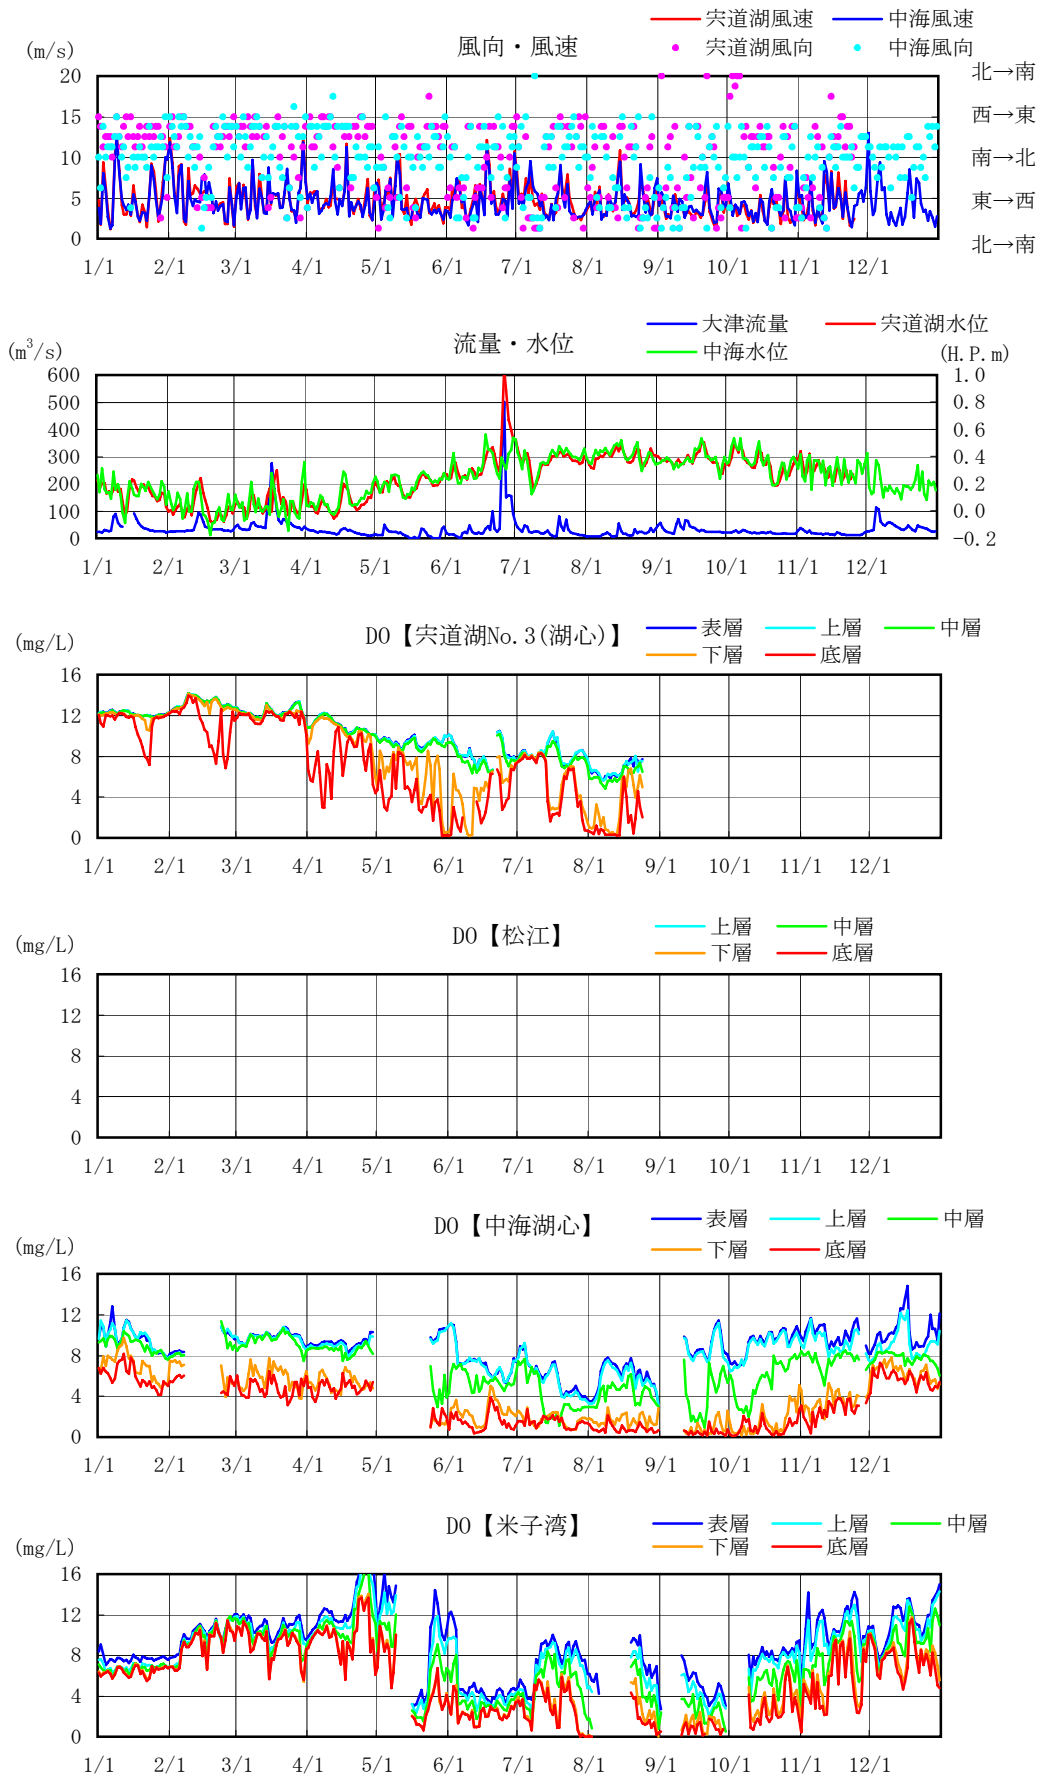 宍道湖風速 中海風速
(m/s) 風向・風速 宍道湖風向 中海風向
20 北→南
15 西→東
10 南→北
5 東→西
0 北→南
1/1 2/1 3/1 4/1 5/1 6/1 7/1 8/1 9/1 10/1 11/1 12/1
大津流量 宍道湖水位
(m³/s) 流量・水位 中海水位 (H.P.m)
600 1.0
500 0.8
400 0.6
300 0.4
200 0.2
100 0.0
0 -0.2
1/1 2/1 3/1 4/1 5/1 6/1 7/1 8/1 9/1 10/1 11/1 12/1
(mg/L) DO【宍道湖No.3(湖心)】 表層 上層 中層
下層 底層
16
12
8
4
0
1/1 2/1 3/1 4/1 5/1 6/1 7/1 8/1 9/1 10/1 11/1 12/1
(mg/L) DO【松江】 上層 中層
下層 底層
16
12
8
4
0
1/1 2/1 3/1 4/1 5/1 6/1 7/1 8/1 9/1 10/1 11/1 12/1
DO【中海湖心】 表層 上層 中層
(mg/L) 下層 底層
16
12
8
4
0
1/1 2/1 3/1 4/1 5/1 6/1 7/1 8/1 9/1 10/1 11/1 12/1
DO【米子湾】 表層 上層 中層
(mg/L) 下層 底層
16
12
8
4
0
1/1 2/1 3/1 4/1 5/1 6/1 7/1 8/1 9/1 10/1 11/1 12/1